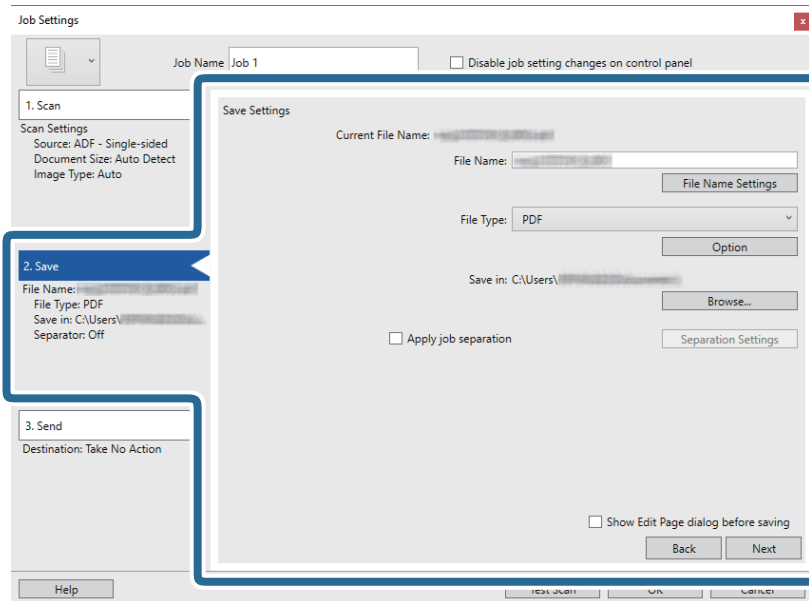 Job Settings
x
Job Name Job 1
Disable job setting changes on control panel
1. Scan
Scan Settings
Source: ADF - Single-sided
Document Size: Auto Detect
Image Type: Auto
2. Save
File Name:
File Type: PDF
Save in: C:\Users\
Separator: Off
3. Send
Destination: Take No Action
Save Settings
Current File Name:
File Name:
File Name Settings
File Type: PDF
Option
Save in: C:\Users\
Browse...
Apply job separation
Separation Settings
Show Edit Page dialog before saving
Back Next
Help Test Scan OK Cancel